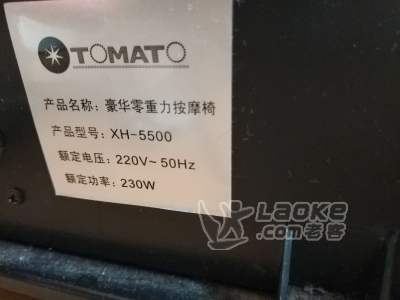 TOMATO
产品名称：豪华零重力按摩椅
产品型号：XH-5500
额定电压：220V~50Hz
额定功率：230W
LAOKE
.com老客